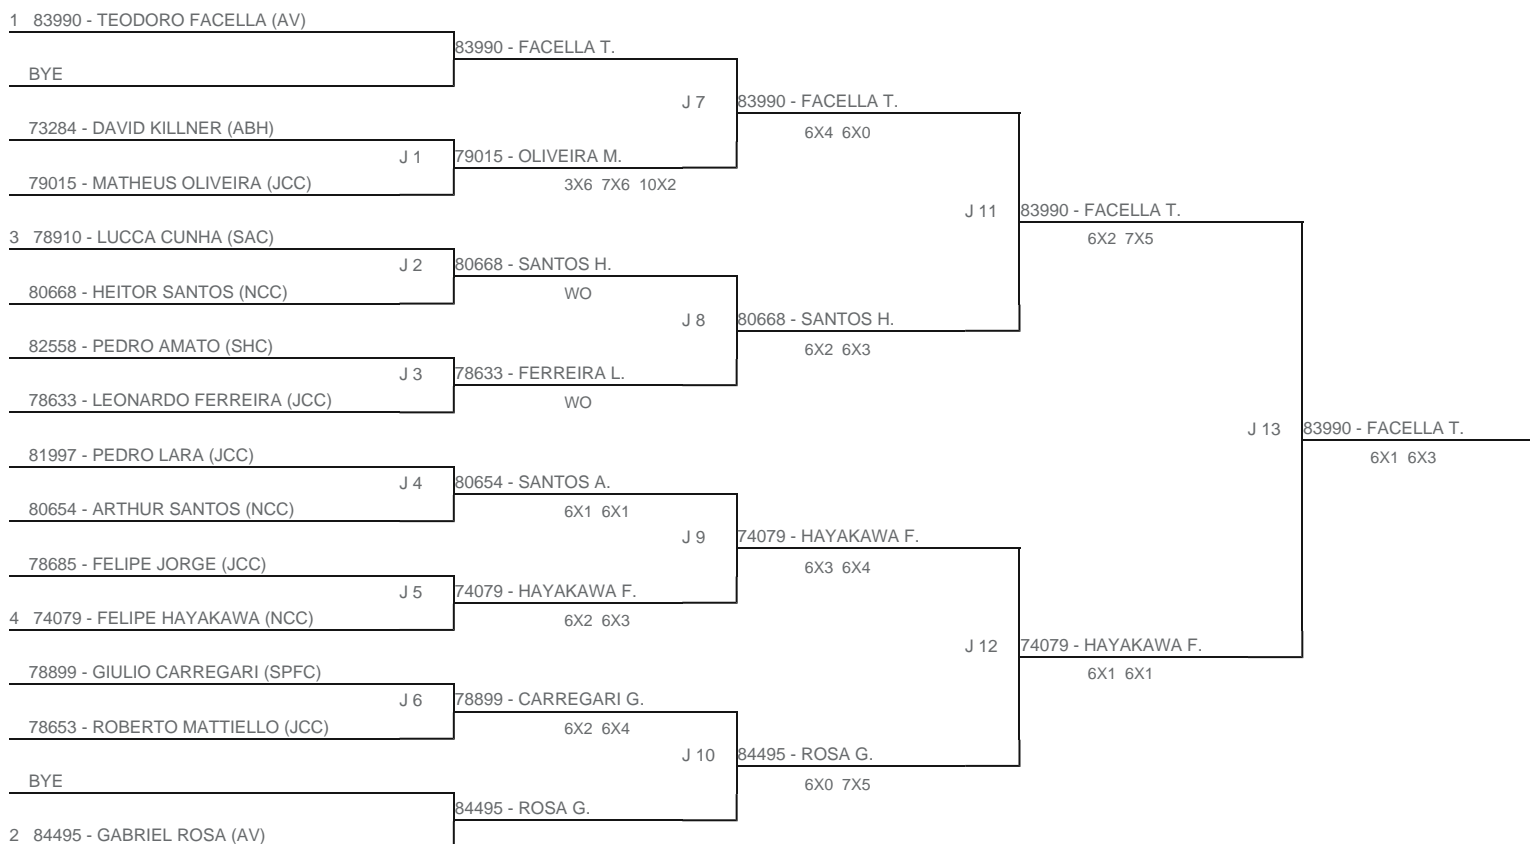 1 83990 - TEODORO FACELLA (AV)
83990 - FACELLA T.
BYE
J 7
83990 - FACELLA T.
73284 - DAVID KILLNER (ABH)
6X4 6X0
J 1
79015 - OLIVEIRA M.
79015 - MATHEUS OLIVEIRA (JCC)
3X6 7X6 10X2
J 11
83990 - FACELLA T.
3 78910 - LUCCA CUNHA (SAC)
6X2 7X5
J 2
80668 - SANTOS H.
80668 - HEITOR SANTOS (NCC)
WO
J 8
80668 - SANTOS H.
82558 - PEDRO AMATO (SHC)
6X2 6X3
J 3
78633 - FERREIRA L.
78633 - LEONARDO FERREIRA (JCC)
WO
J 13
83990 - FACELLA T.
81997 - PEDRO LARA (JCC)
6X1 6X3
J 4
80654 - SANTOS A.
80654 - ARTHUR SANTOS (NCC)
6X1 6X1
J 9
74079 - HAYAKAWA F.
78685 - FELIPE JORGE (JCC)
6X3 6X4
J 5
74079 - HAYAKAWA F.
4 74079 - FELIPE HAYAKAWA (NCC)
6X2 6X3
J 12
74079 - HAYAKAWA F.
78899 - GIULIO CARREGARI (SPFC)
6X1 6X1
J 6
78899 - CARREGARI G.
78653 - ROBERTO MATTIELLO (JCC)
6X2 6X4
J 10
84495 - ROSA G.
BYE
6X0 7X5
84495 - ROSA G.
2 84495 - GABRIEL ROSA (AV)